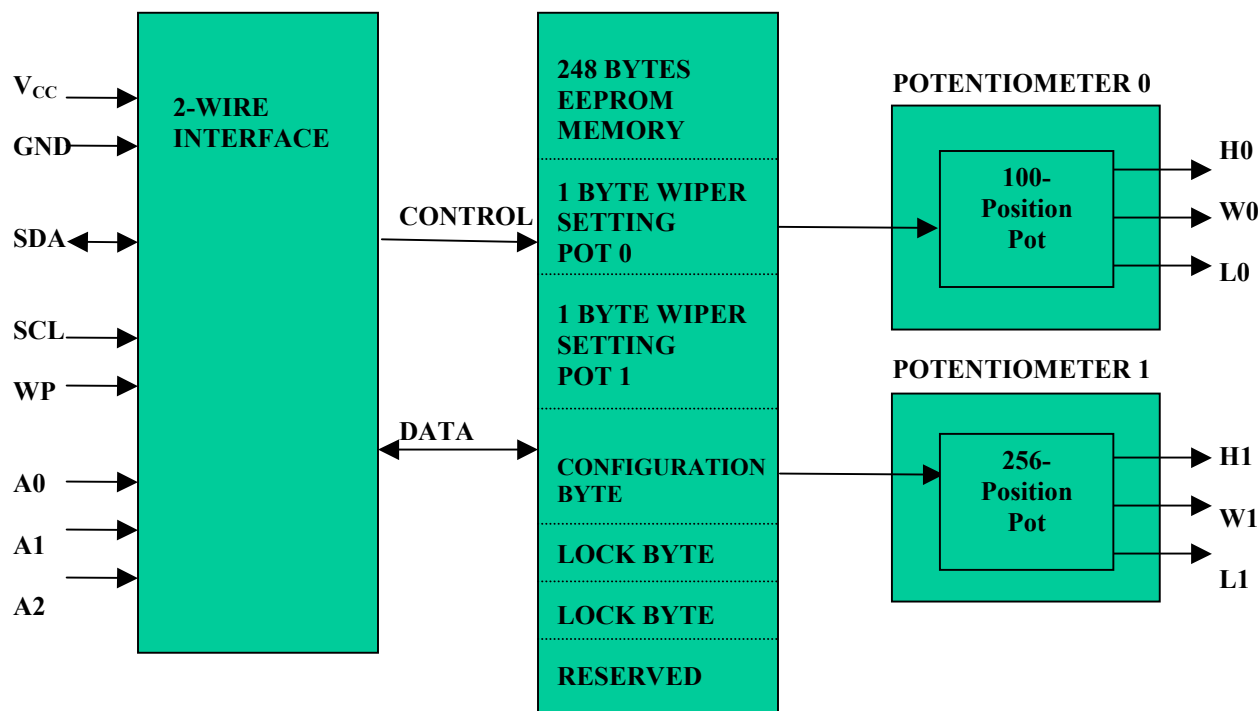 V_CC
GND
SDA
SCL
WP
A0
A1
A2
2-WIRE
INTERFACE
CONTROL
DATA
248 BYTES
EEPROM
MEMORY
1 BYTE WIPER
SETTING
POT 0
1 BYTE WIPER
SETTING
POT 1
CONFIGURATION
BYTE
LOCK BYTE
LOCK BYTE
RESERVED
POTENTIOMETER 0
100-
Position
Pot
H0
W0
L0
POTENTIOMETER 1
256-
Position
Pot
H1
W1
L1